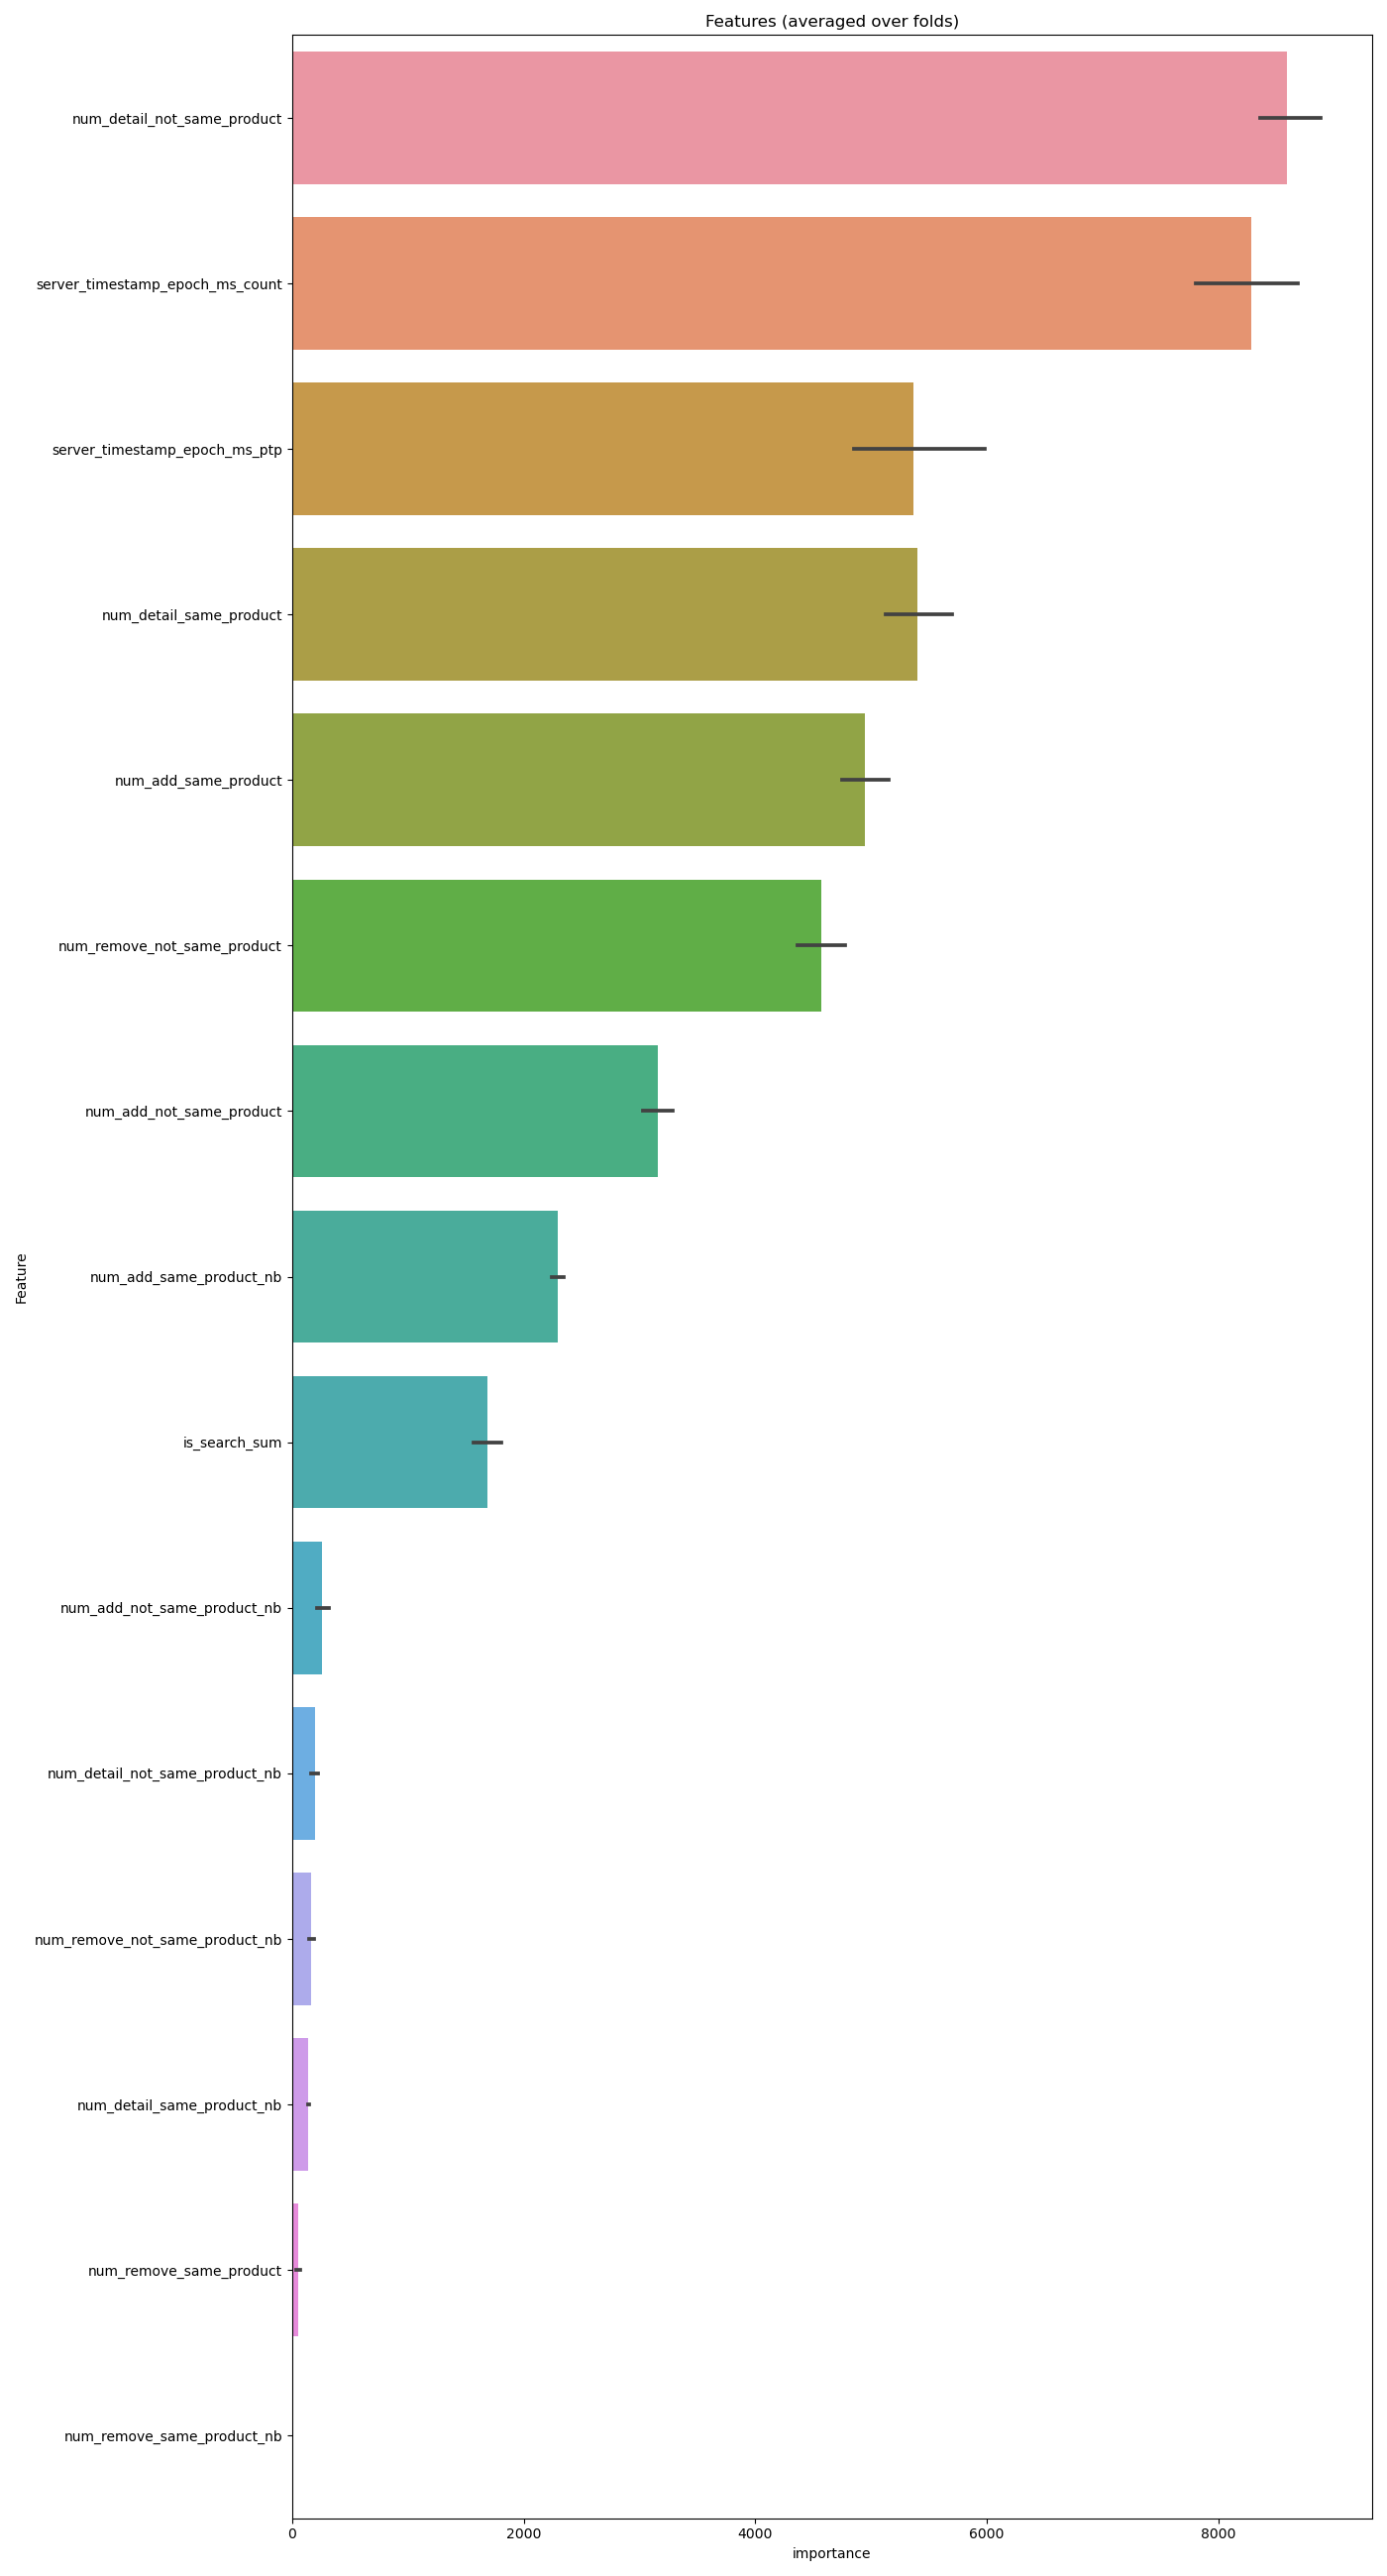 Features (averaged over folds)
num_detail_not_same_product
server_timestamp_epoch_ms_count
server_timestamp_epoch_ms_ptp
num_detail_same_product
num_add_same_product
num_remove_not_same_product
num_add_not_same_product
num_add_same_product_nb
is_search_sum
num_add_not_same_product_nb
num_detail_not_same_product_nb
num_remove_not_same_product_nb
num_detail_same_product_nb
num_remove_same_product
num_remove_same_product_nb
Feature
0 2000 4000 6000 8000
importance